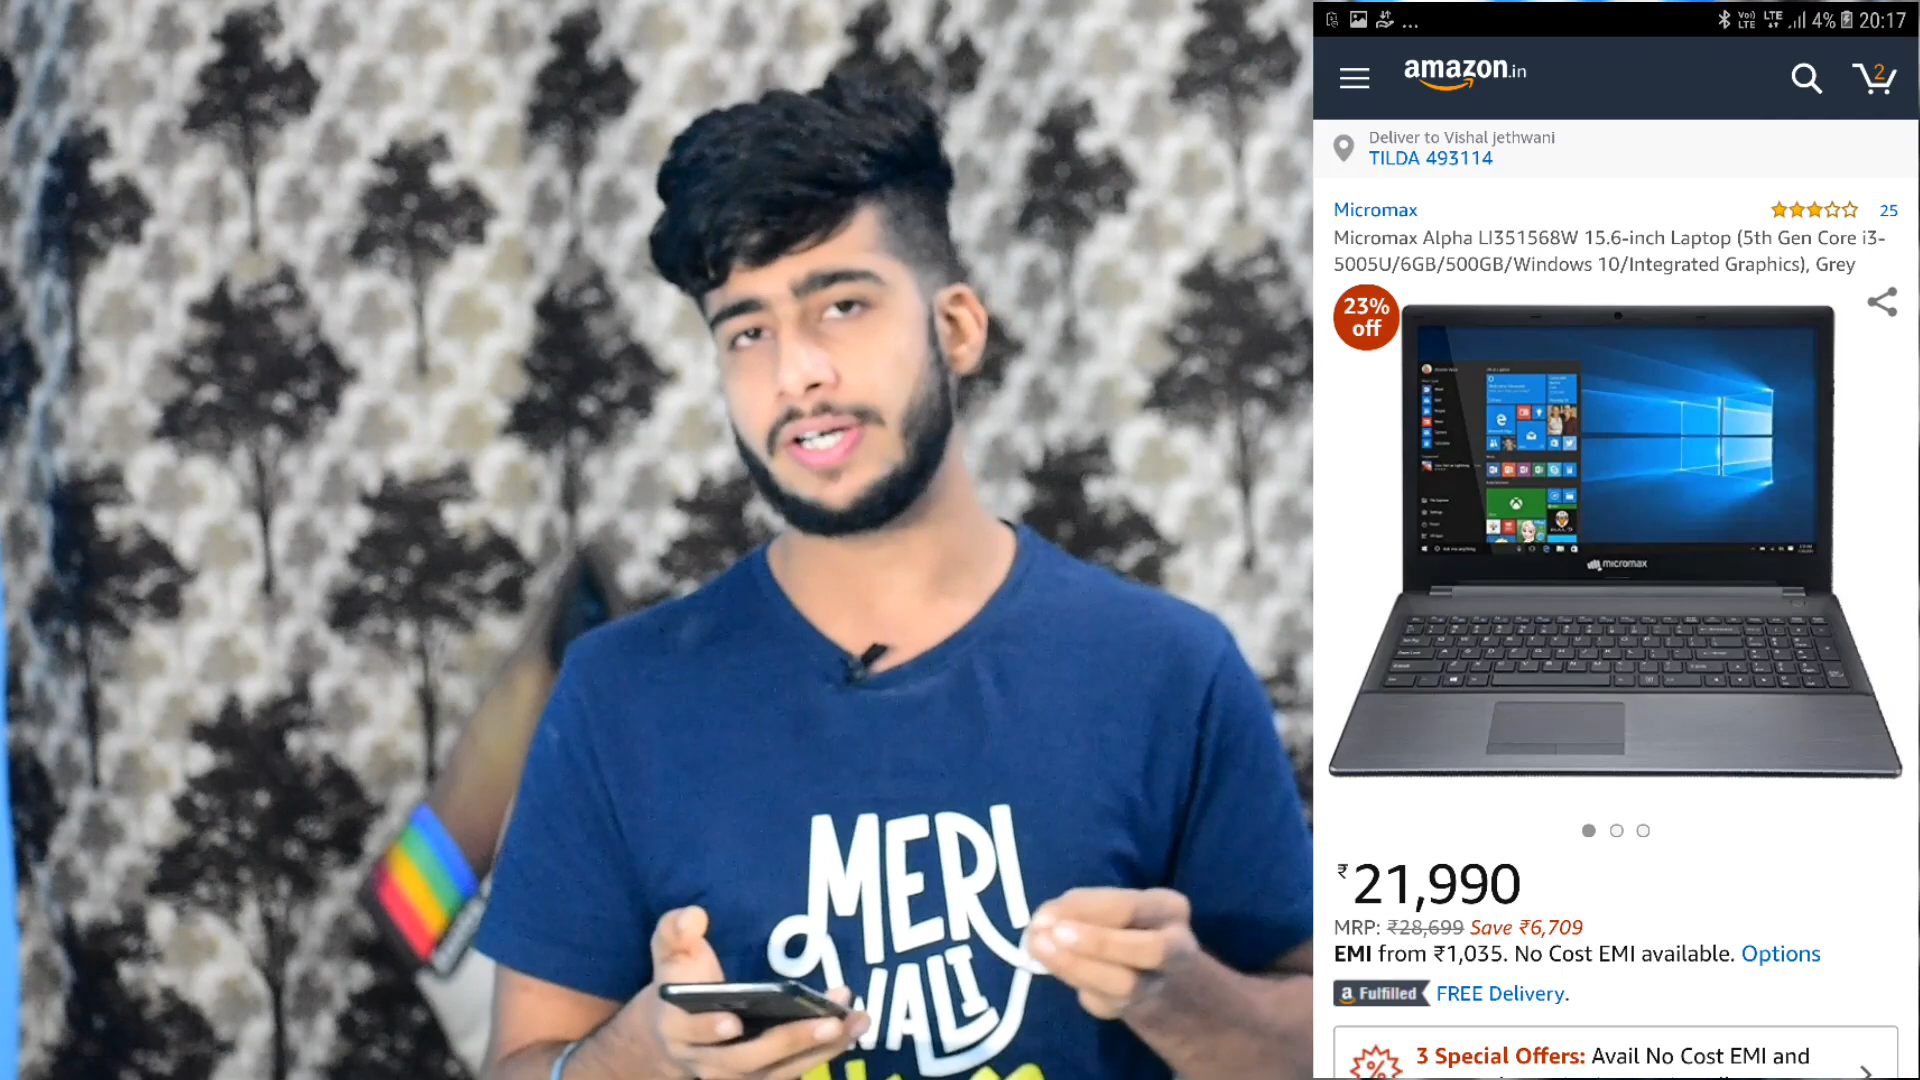 MERI
WALI
... VoLTE LTE 4% 20:17
amazon.in
2
Deliver to Vishal jethwani
TILDA 493114
Micromax 25
Micromax Alpha LI351568W 15.6-inch Laptop (5th Gen Core i3-
5005U/6GB/500GB/Windows 10/Integrated Graphics), Grey
23%
off
micromax
₹21,990
MRP: ₹28,699 Save ₹6,709
EMI from ₹1,035. No Cost EMI available. Options
a Fulfilled FREE Delivery.
3 Special Offers: Avail No Cost EMI and